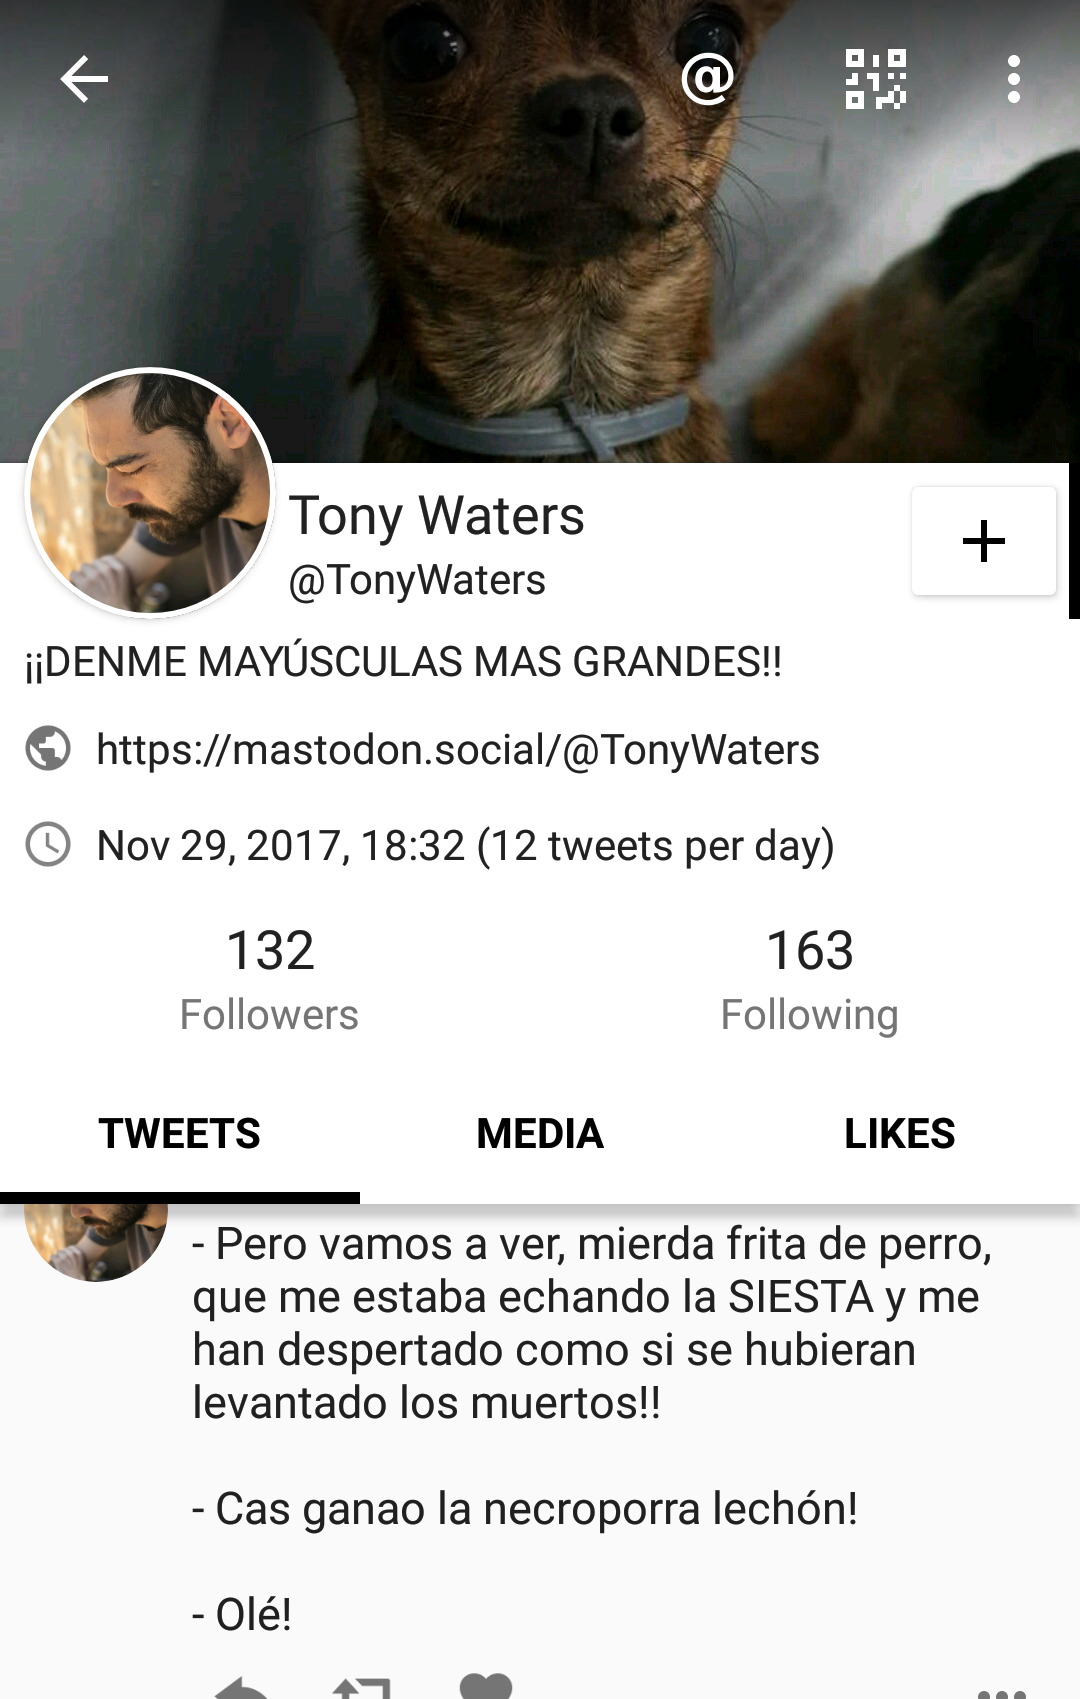 @
Tony Waters
@TonyWaters
¡¡DENME MAYÚSCULAS MAS GRANDES!!
https://mastodon.social/@TonyWaters
Nov 29, 2017, 18:32 (12 tweets per day)
132
Followers
163
Following
TWEETS
MEDIA
LIKES
- Pero vamos a ver, mierda frita de perro,
que me estaba echando la SIESTA y me
han despertado como si se hubieran
levantado los muertos!!
- Cas ganao la necroporra lechón!
- Olé!